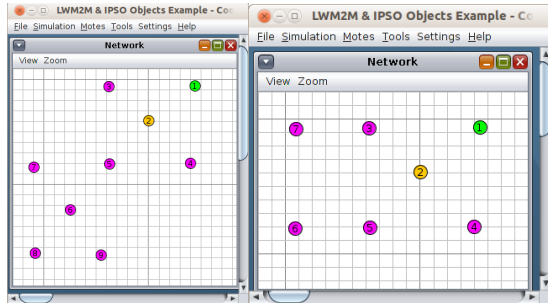 LWM2M & IPSO Objects Example - Coo
File Simulation Motes Tools Settings Help
Network
View Zoom
3
1
2
7
5
4
6
8
9
LWM2M & IPSO Objects Example - Co
File Simulation Motes Tools Settings Help
Network
View Zoom
7
3
1
2
6
5
4